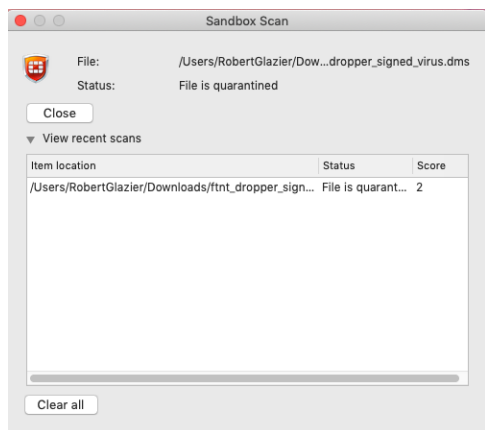 Sandbox Scan
File: /Users/RobertGlazier/Dow...dropper_signed_virus.dms
Status: File is quarantined
Close
View recent scans
Item location Status Score
/Users/RobertGlazier/Downloads/ftnt_dropper_sign... File is quarant... 2
Clear all